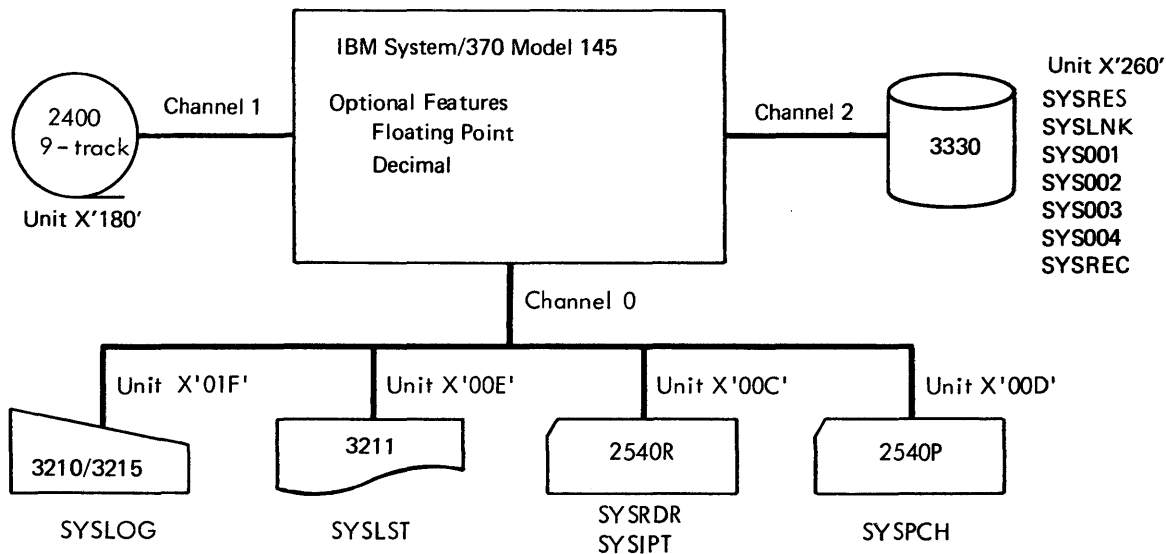 IBM System/370 Model 145
Optional Features
Floating Point
Decimal
Channel 1
2400
9-track
Unit X'180'
Channel 2
3330
Unit X'260'
SYSRES
SYSLNK
SYS001
SYS002
SYS003
SYS004
SYSREC
Channel 0
Unit X'01F'
Unit X'00E'
Unit X'00C'
Unit X'00D'
3210/3215
3211
2540R
2540P
SYSLOG
SYSLST
SYSRDR
SYSIPT
SYSPCH